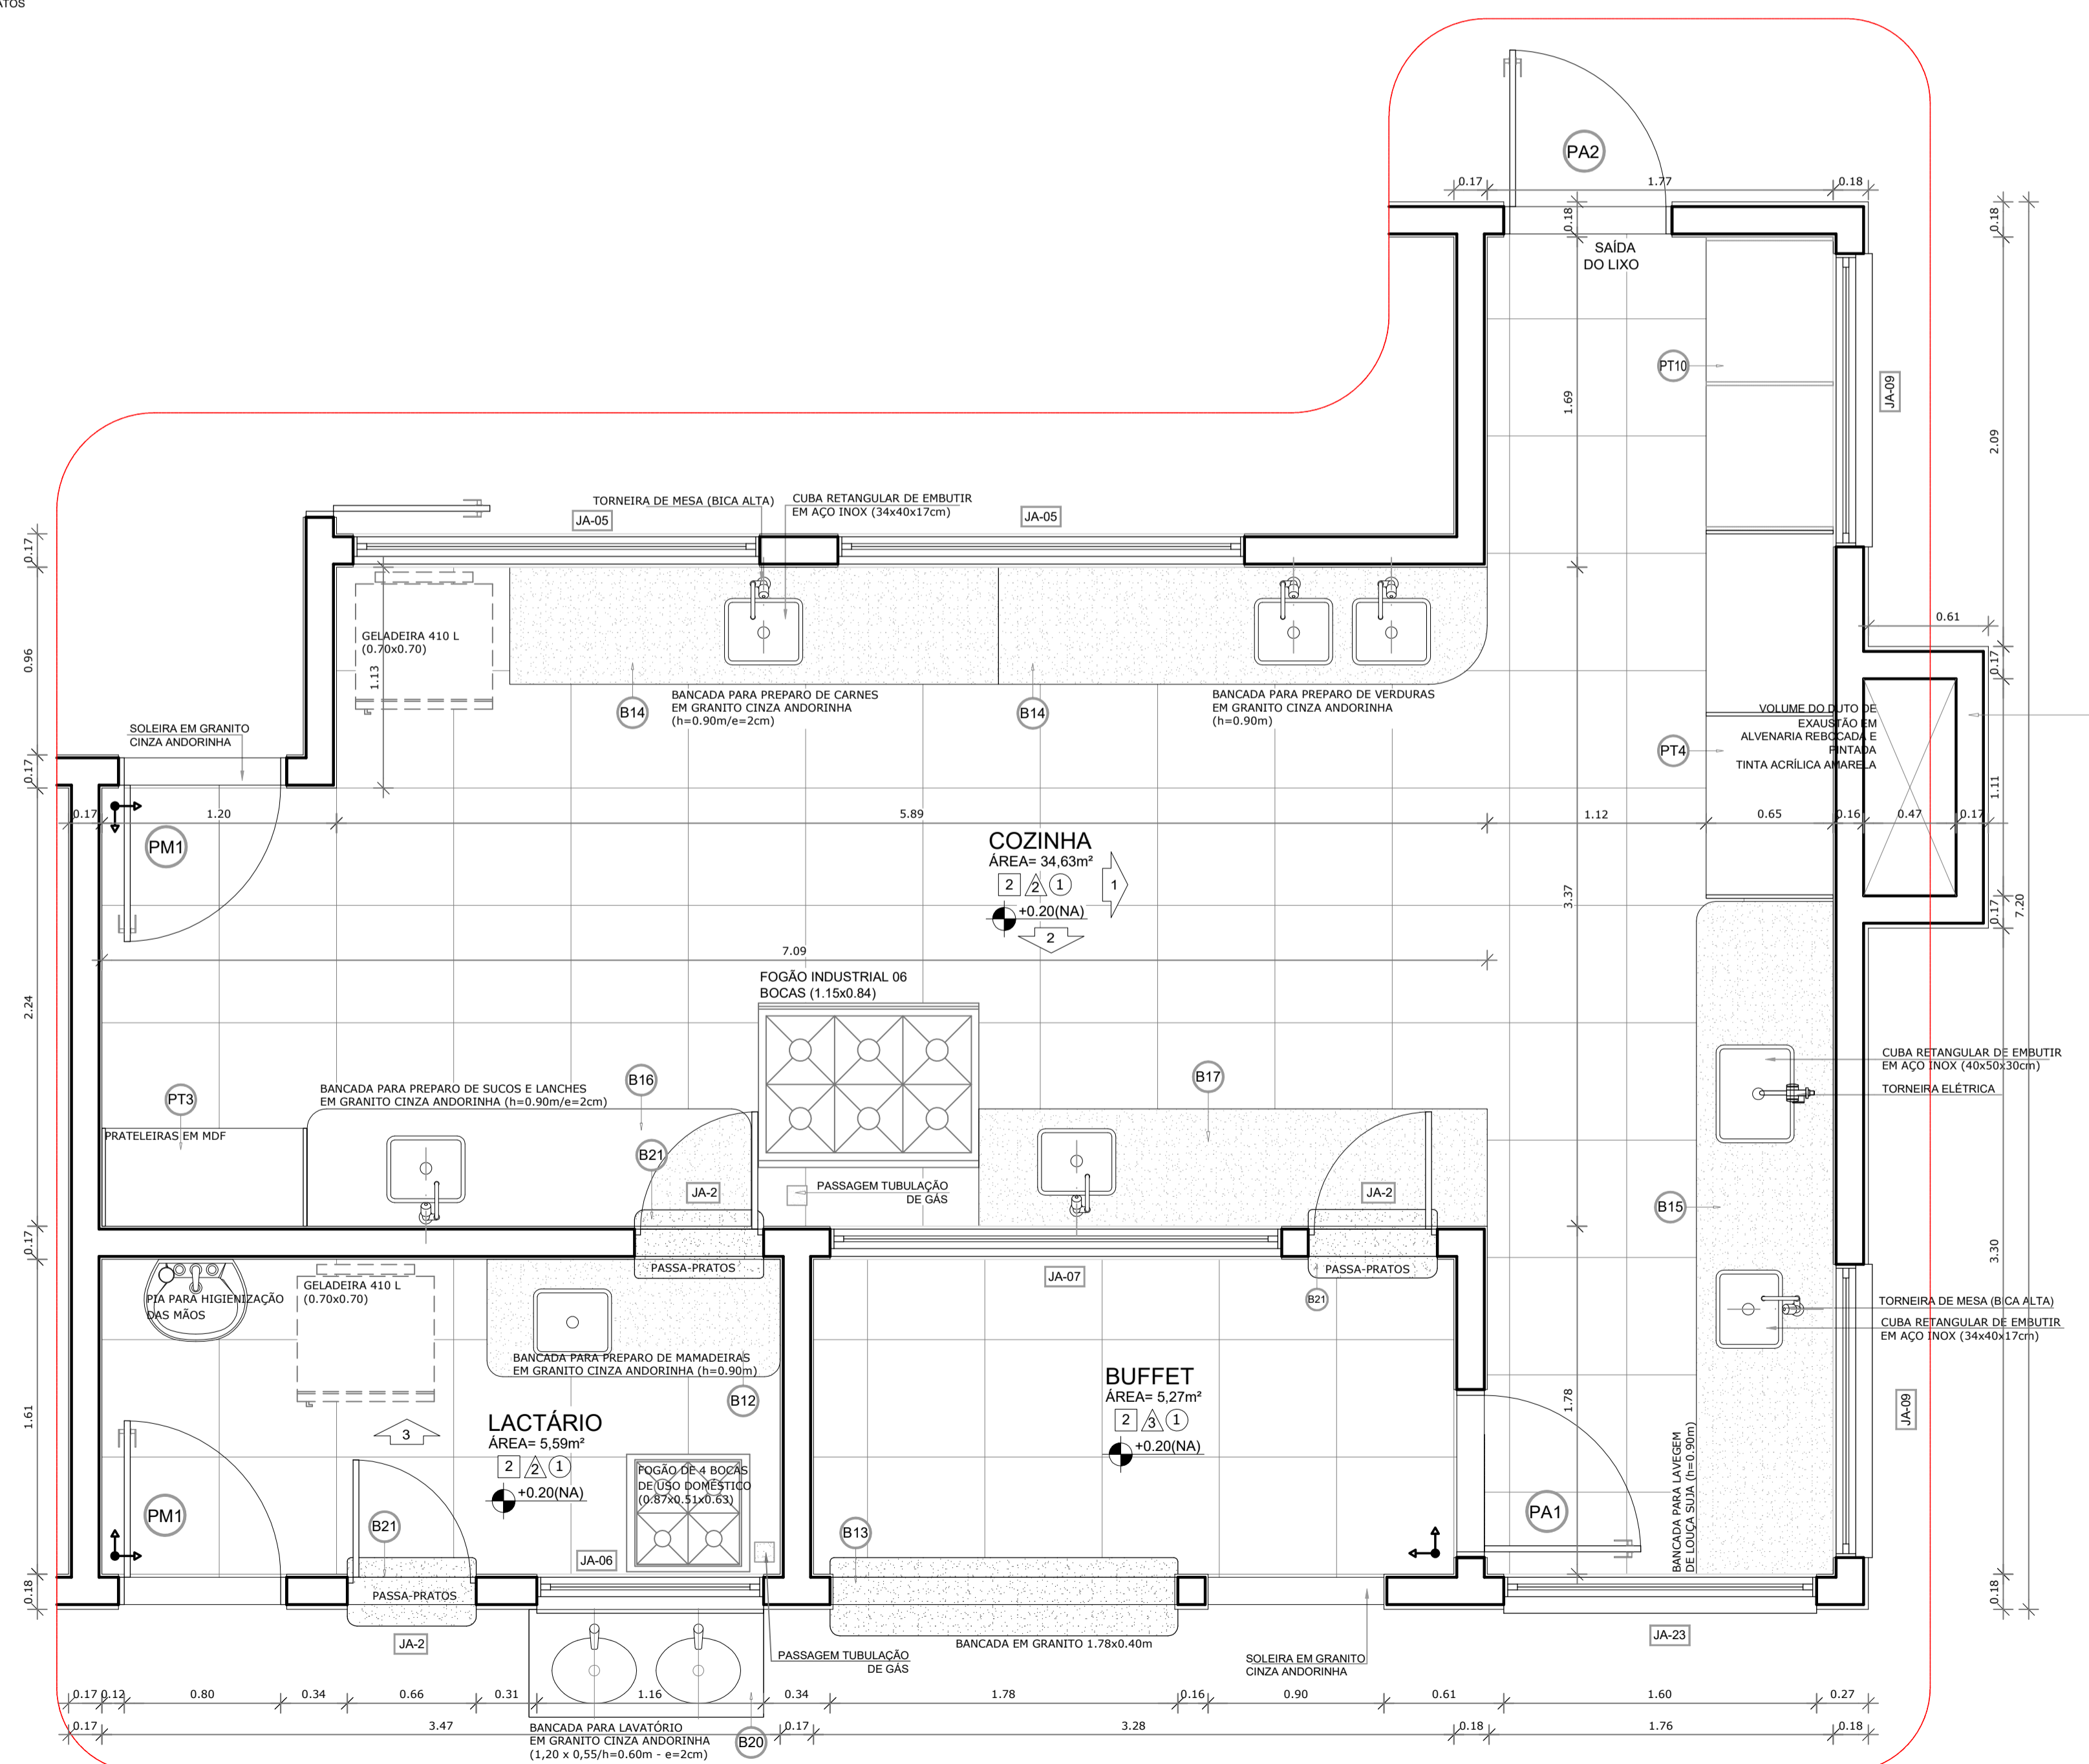 ATOS
PA2
0.17
1.77
0.18
0.18
0.18
SAÍDA
DO LIXO
PT10
JA-09
1.69
2.09
TORNEIRA DE MESA (BICA ALTA)
CUBA RETANGULAR DE EMBUTIR
EM AÇO INOX (34x40x17cm)
JA-05
JA-05
0.17
0.96
0.17
GELADEIRA 410 L
(0.70x0.70)
1.13
B14
BANCADA PARA PREPARO DE CARNES
EM GRANITO CINZA ANDORINHA
(h=0.90m/e=2cm)
B14
BANCADA PARA PREPARO DE VERDURAS
EM GRANITO CINZA ANDORINHA
(h=0.90m)
0.61
0.17
SOLEIRA EM GRANITO
CINZA ANDORINHA
PT4
VOLUME DO DUTO DE
EXAUSTÃO EM
ALVENARIA REBOCADA E
PINTADA
TINTA ACRÍLICA AMARELA
1.11
0.17
1.20
5.89
1.12
0.65
0.16
0.47
0.17
PM1
COZINHA
ÁREA= 34,63m²
2
2
1
1
+0.20(NA)
2
3.37
0.17
7.20
7.09
2.24
FOGÃO INDUSTRIAL 06
BOCAS (1.15x0.84)
CUBA RETANGULAR DE EMBUTIR
EM AÇO INOX (40x50x30cm)
TORNEIRA ELÉTRICA
BANCADA PARA PREPARO DE SUCOS E LANCHES
EM GRANITO CINZA ANDORINHA (h=0.90m/e=2cm)
B16
B17
PT3
PRATELEIRAS EM MDF
B21
JA-2
PASSAGEM TUBULAÇÃO
DE GÁS
JA-2
B15
0.17
3.30
PASSA-PRATOS
JA-07
PASSA-PRATOS
B21
PIA PARA HIGIENIZAÇÃO
DAS MÃOS
GELADEIRA 410 L
(0.70x0.70)
TORNEIRA DE MESA (BICA ALTA)
CUBA RETANGULAR DE EMBUTIR
EM AÇO INOX (34x40x17cm)
BANCADA PARA PREPARO DE MAMADEIRAS
EM GRANITO CINZA ANDORINHA (h=0.90m)
B12
BUFFET
ÁREA= 5,27m²
2
3
1
+0.20(NA)
1.61
1.78
JA-09
3
LACTÁRIO
ÁREA= 5,59m²
2
2
1
+0.20(NA)
FOGÃO DE 4 BOCAS
DE USO DOMÉSTICO
(0.87x0.51x0.63)
BANCADA PARA LAVEGEM
DE LOUÇA SUJA (h=0.90m)
PM1
B21
B13
PA1
JA-06
0.18
PASSA-PRATOS
0.18
JA-2
BANCADA EM GRANITO 1.78x0.40m
JA-23
PASSAGEM TUBULAÇÃO
DE GÁS
SOLEIRA EM GRANITO
CINZA ANDORINHA
0.17
0.12
0.80
0.34
0.66
0.31
1.16
0.34
1.78
0.16
0.90
0.61
1.60
0.27
0.17
3.47
0.17
3.28
0.18
1.76
0.18
BANCADA PARA LAVATÓRIO
EM GRANITO CINZA ANDORINHA
(1,20 x 0,55/h=0.60m - e=2cm)
B20